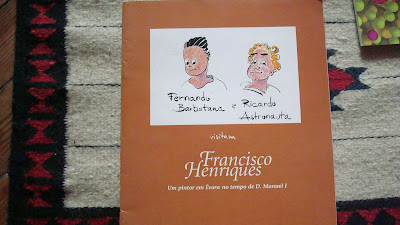 Fernando e Ricardo
Barbatana Astronauta
visitam
Francisco
Henriques
Um pintor em Évora no tempo de D. Manuel I